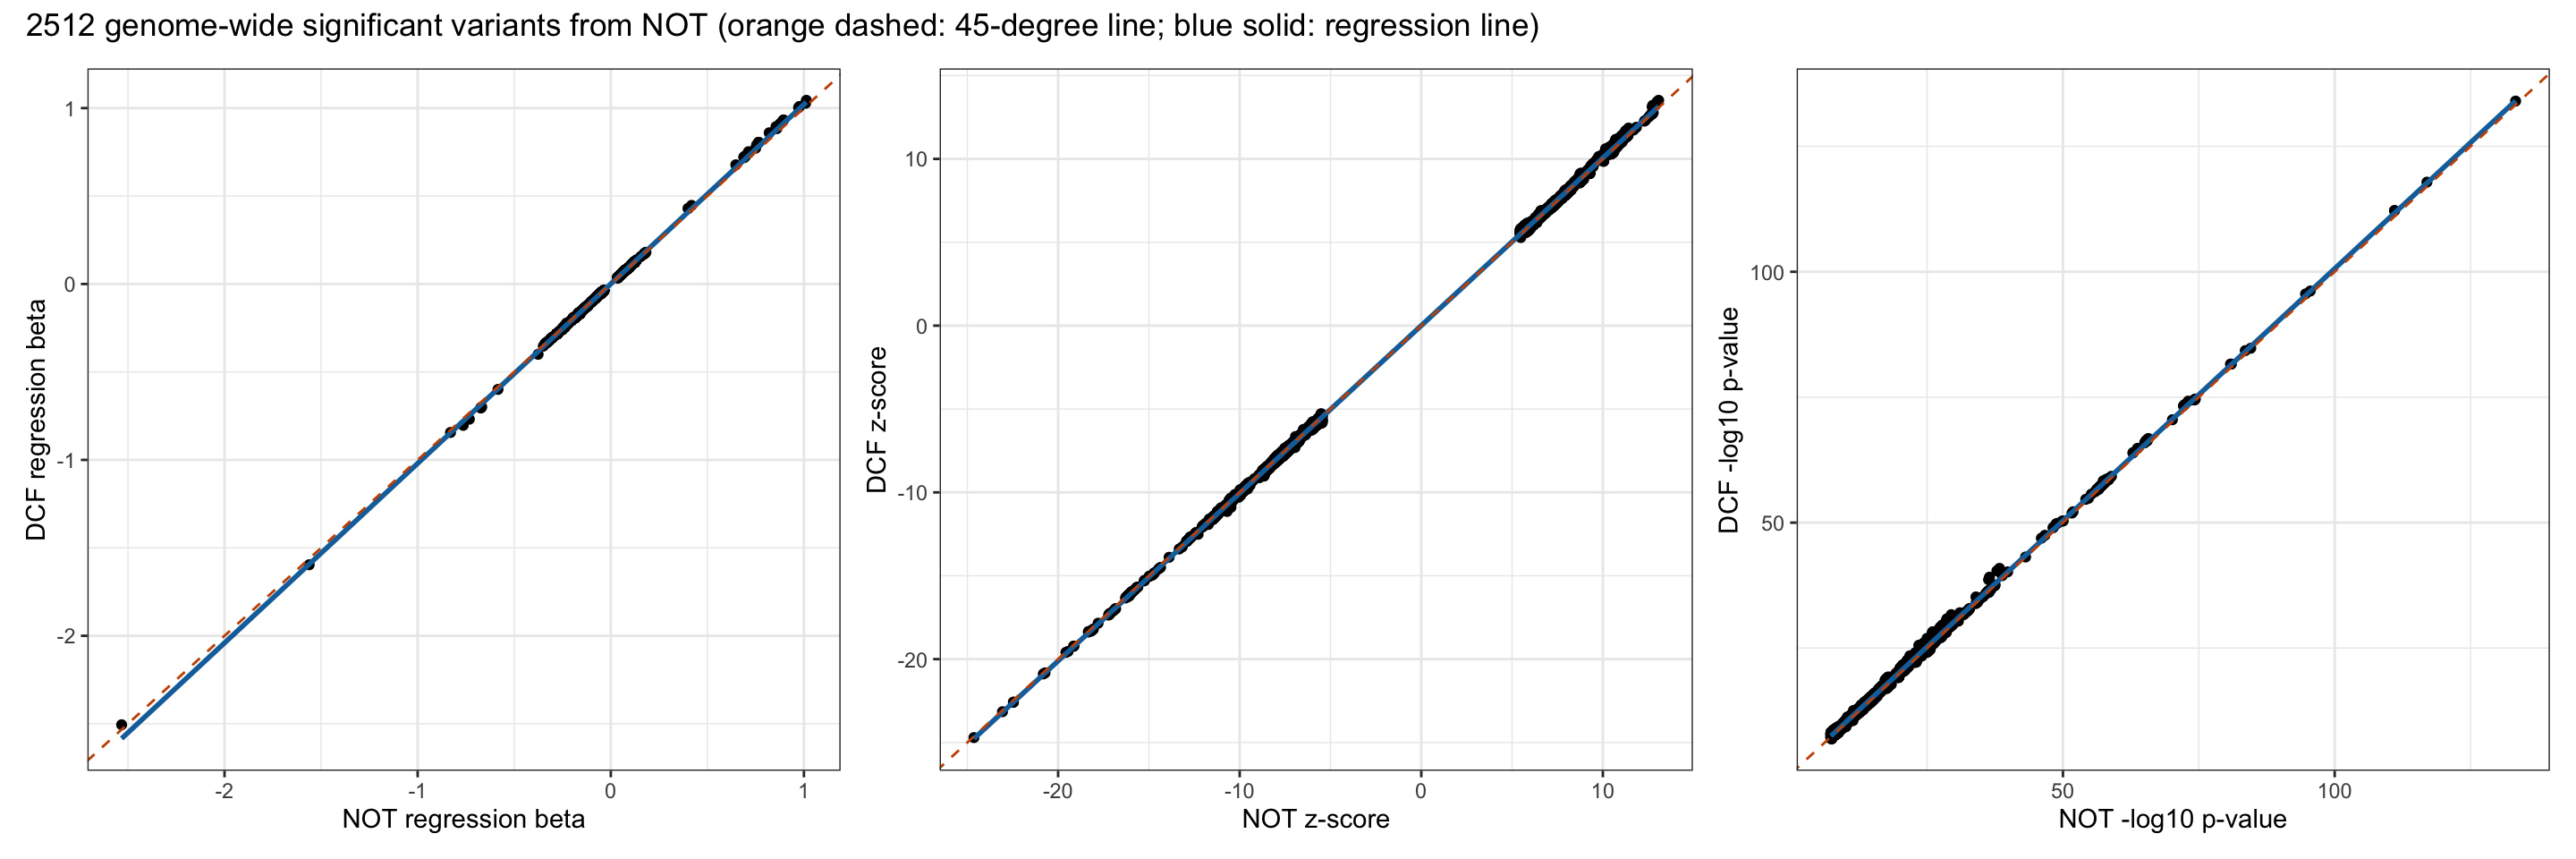 2512 genome-wide significant variants from NOT (orange dashed: 45-degree line; blue solid: regression line)
DCF regression beta
1
0
-1
-2
-2
-1
0
1
NOT regression beta
DCF z-score
10
0
-10
-20
-20
-10
0
10
NOT z-score
DCF -log10 p-value
100
50
50
100
NOT -log10 p-value